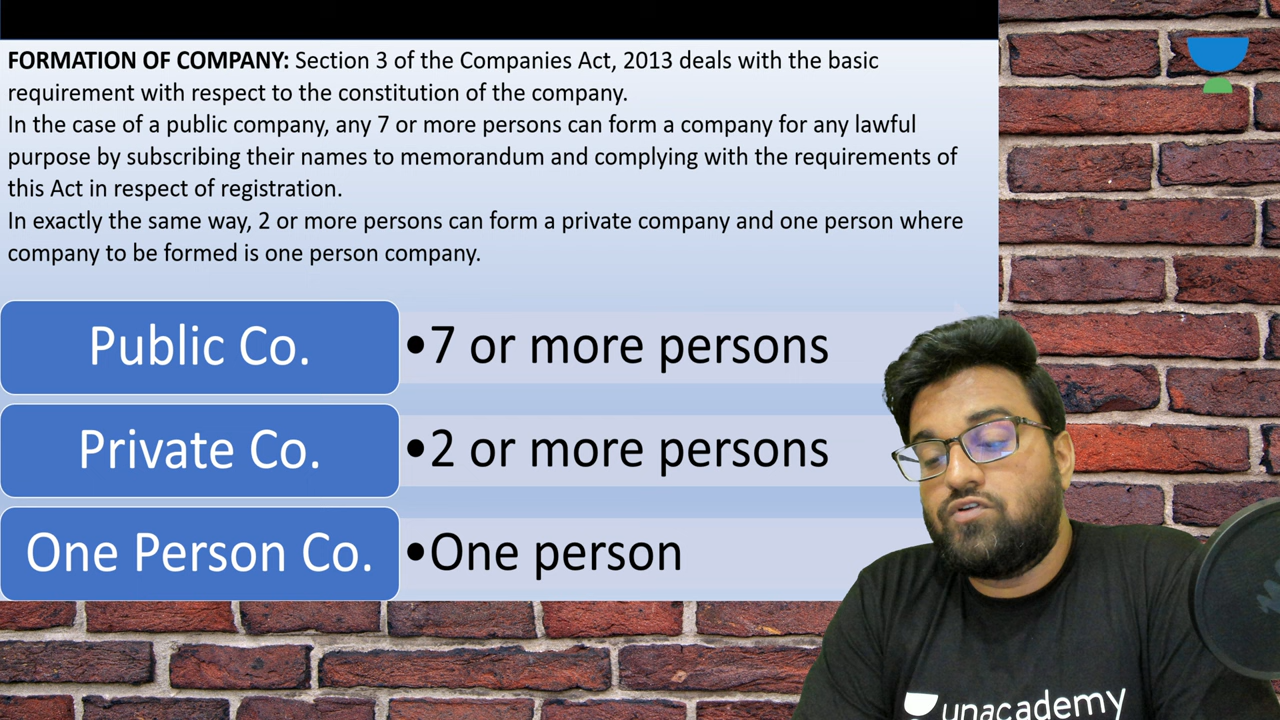 FORMATION OF COMPANY: Section 3 of the Companies Act, 2013 deals with the basic
requirement with respect to the constitution of the company.
In the case of a public company, any 7 or more persons can form a company for any lawful
purpose by subscribing their names to memorandum and complying with the requirements of
this Act in respect of registration.
In exactly the same way, 2 or more persons can form a private company and one person where
company to be formed is one person company.
Public Co.
•7 or more persons
Private Co.
•2 or more persons
One Person Co.
•One person
unacademy